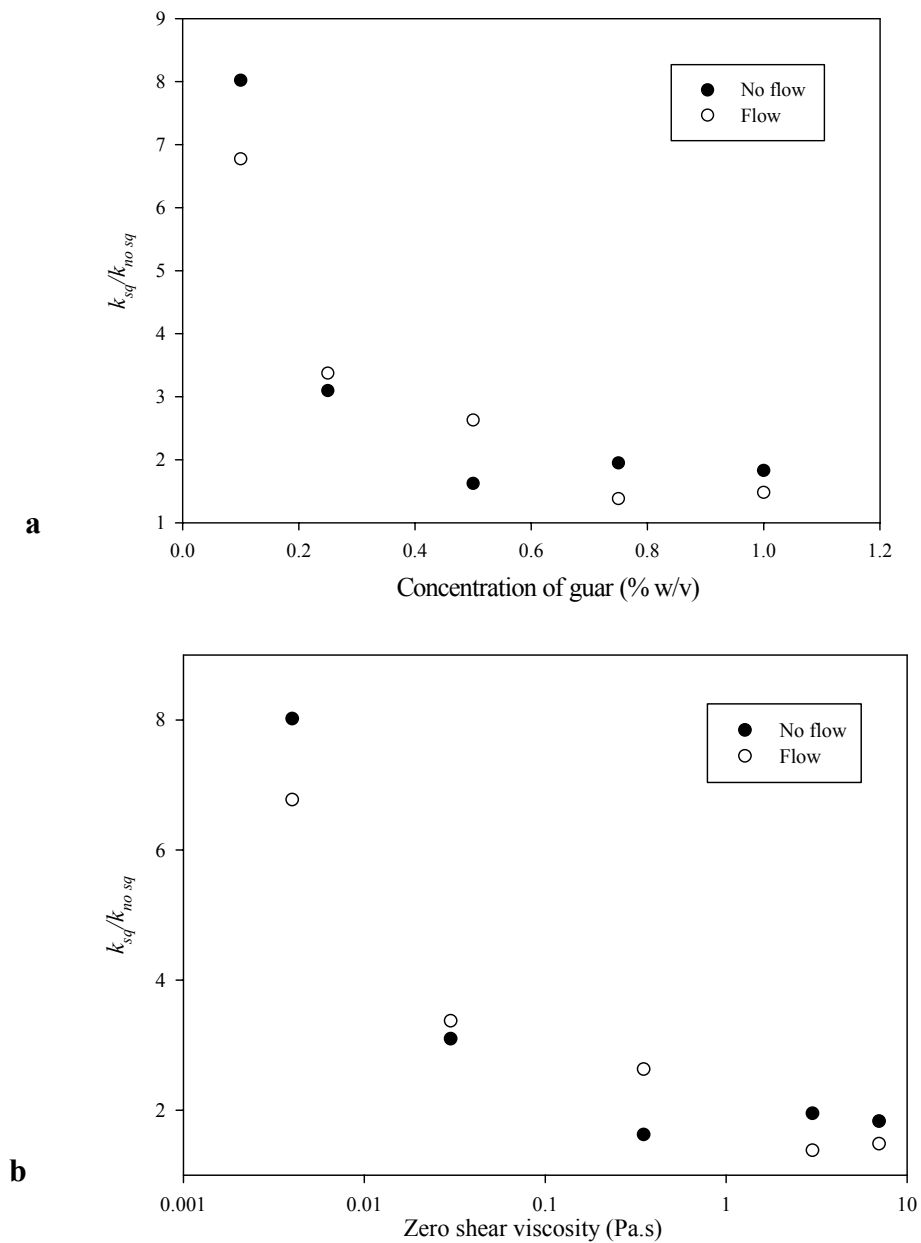 9
8
7
6
5
4
3
2
1
k_sq/k_no sq
No flow
Flow
a
0.0 0.2 0.4 0.6 0.8 1.0 1.2
Concentration of guar (% w/v)
8
6
4
2
k_sq/k_no sq
No flow
Flow
b
0.001 0.01 0.1 1 10
Zero shear viscosity (Pa.s)